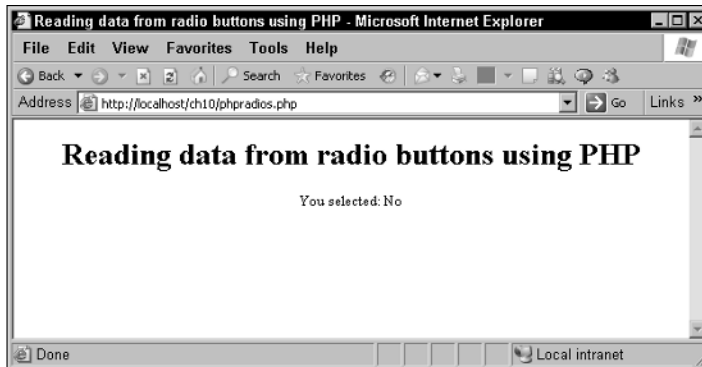 Reading data from radio buttons using PHP - Microsoft Internet Explorer
File Edit View Favorites Tools Help
Back Search Favorites
Address http://localhost/ch10/phpradios.php Go Links »
Reading data from radio buttons using PHP
You selected: No
Done Local intranet